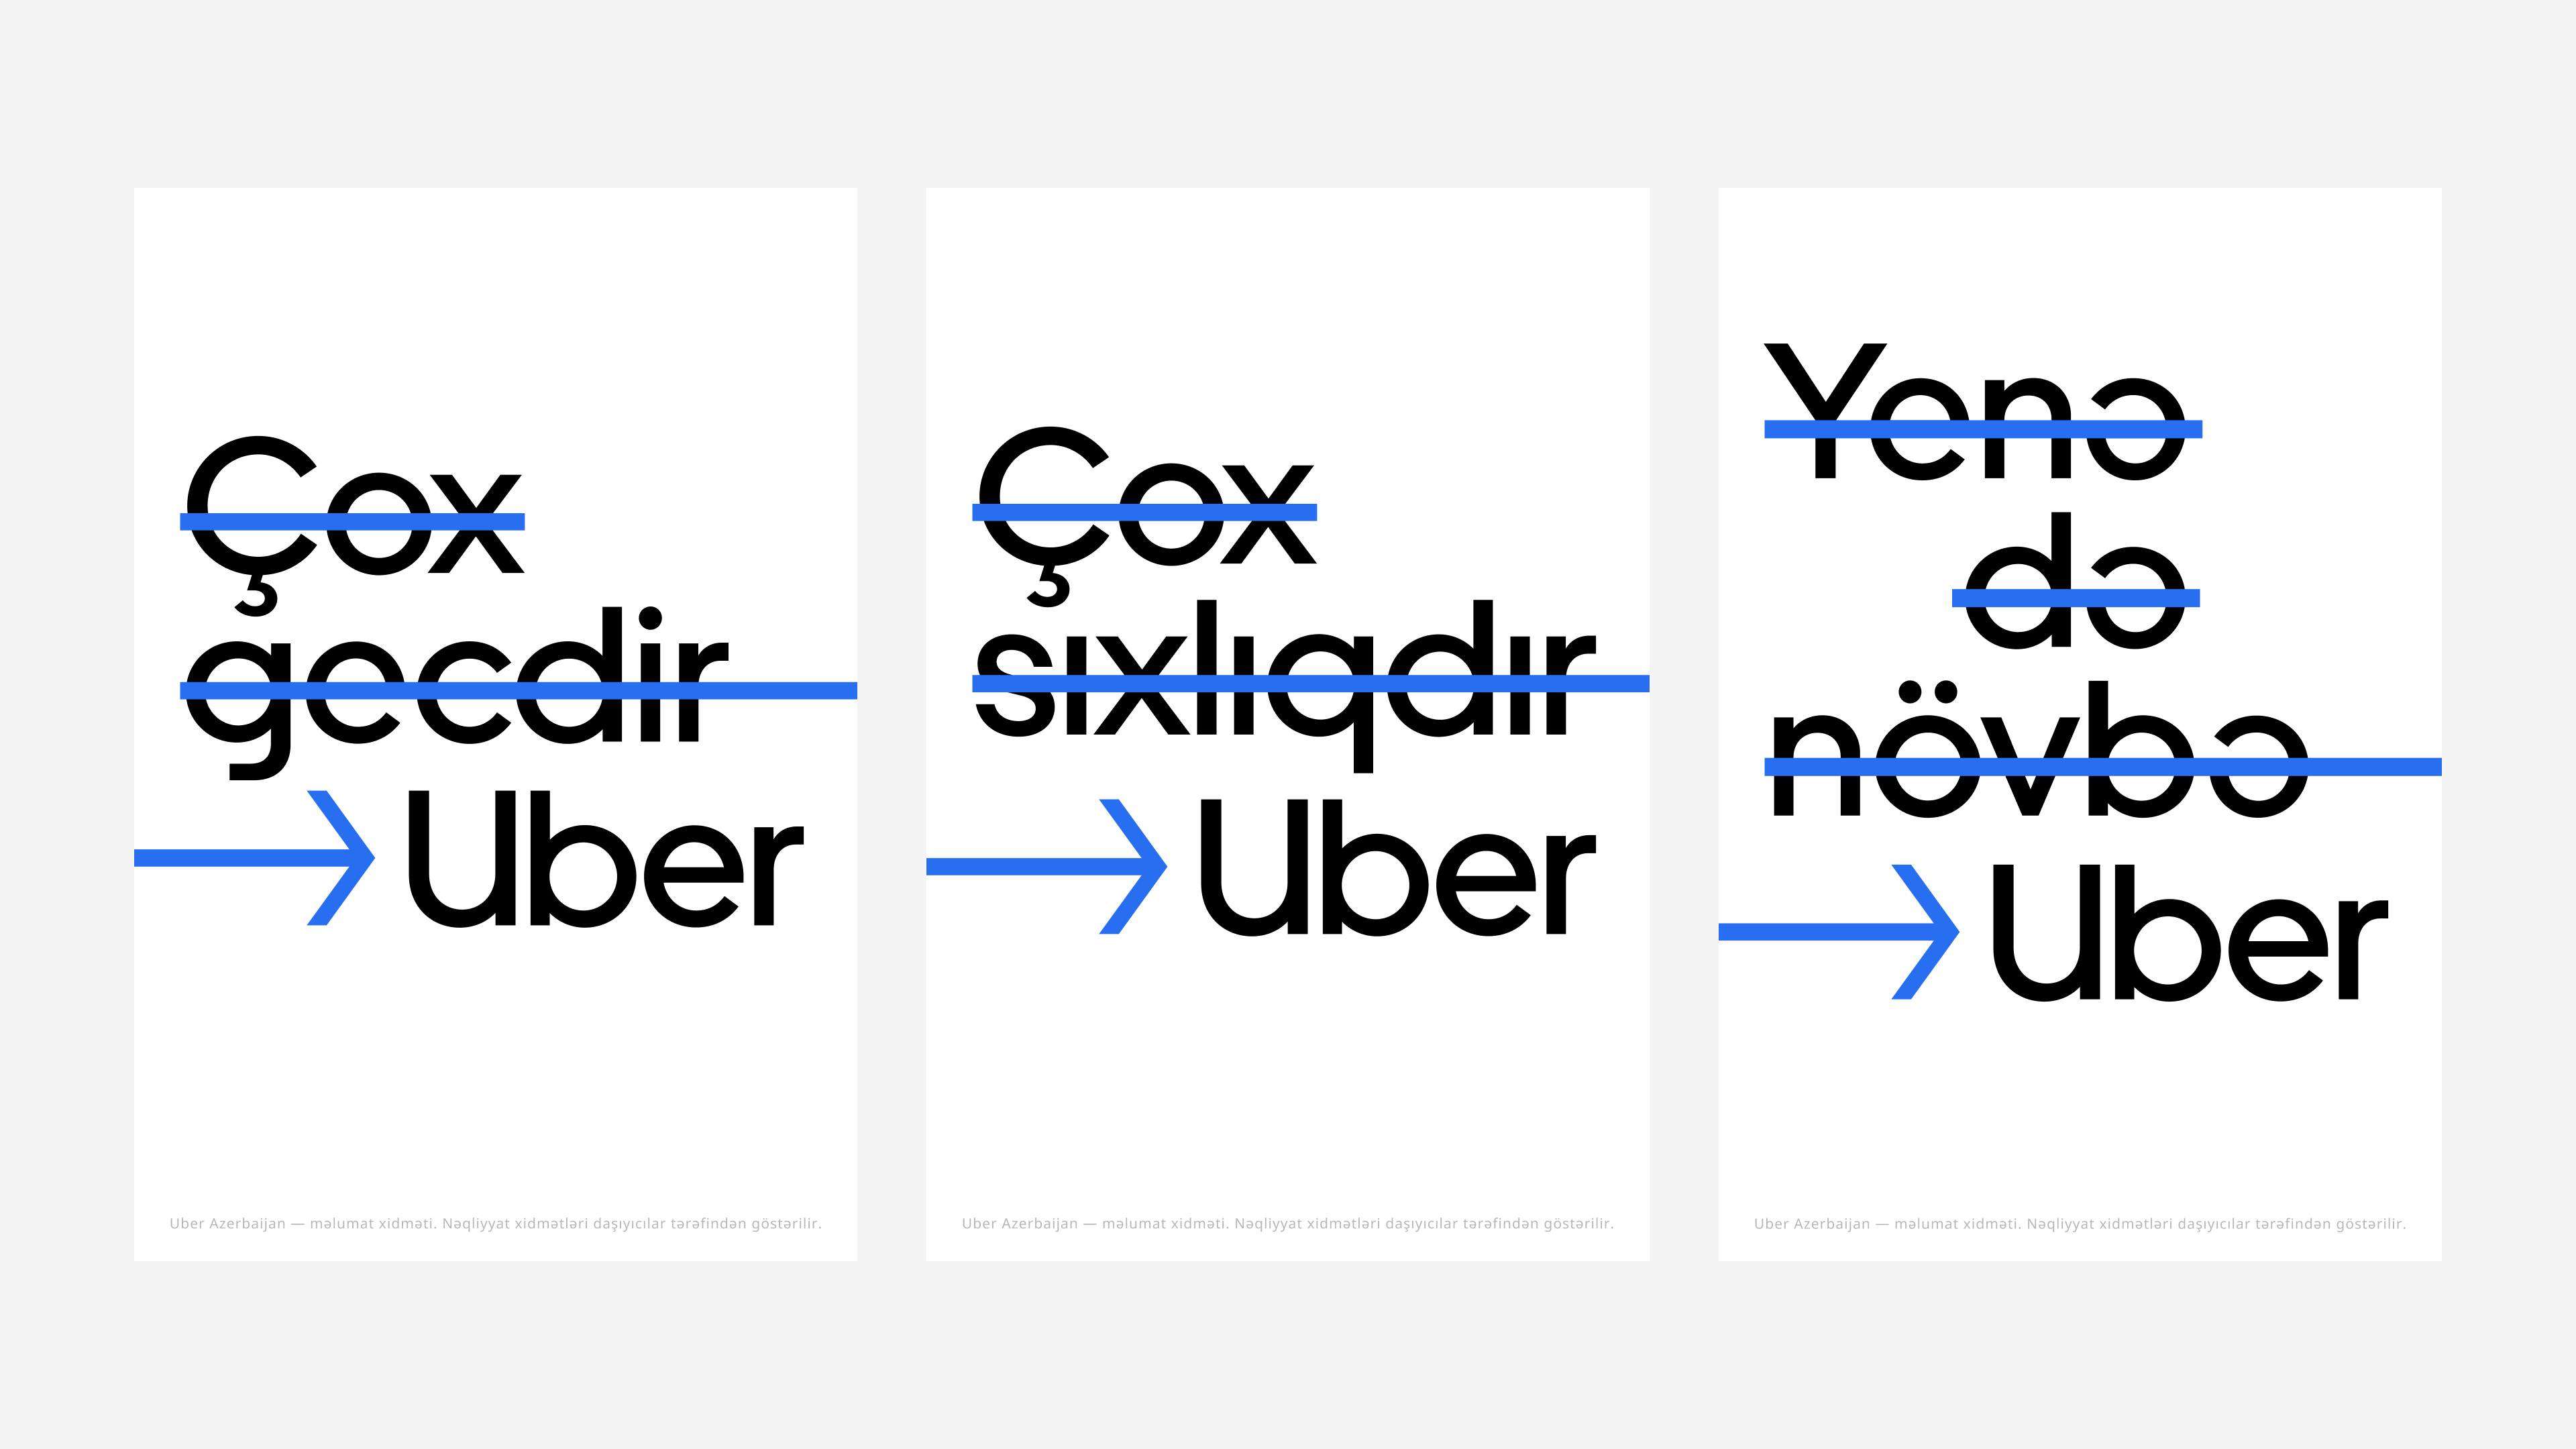 Çox
gecdir
Uber
Uber Azerbaijan — məlumat xidməti. Nəqliyyat xidmətləri daşıyıcılar tərəfindən göstərilir.
Çox
sıxlıqdır
Uber
Uber Azerbaijan — məlumat xidməti. Nəqliyyat xidmətləri daşıyıcılar tərəfindən göstərilir.
Yenə
də
növbə
Uber
Uber Azerbaijan — məlumat xidməti. Nəqliyyat xidmətləri daşıyıcılar tərəfindən göstərilir.